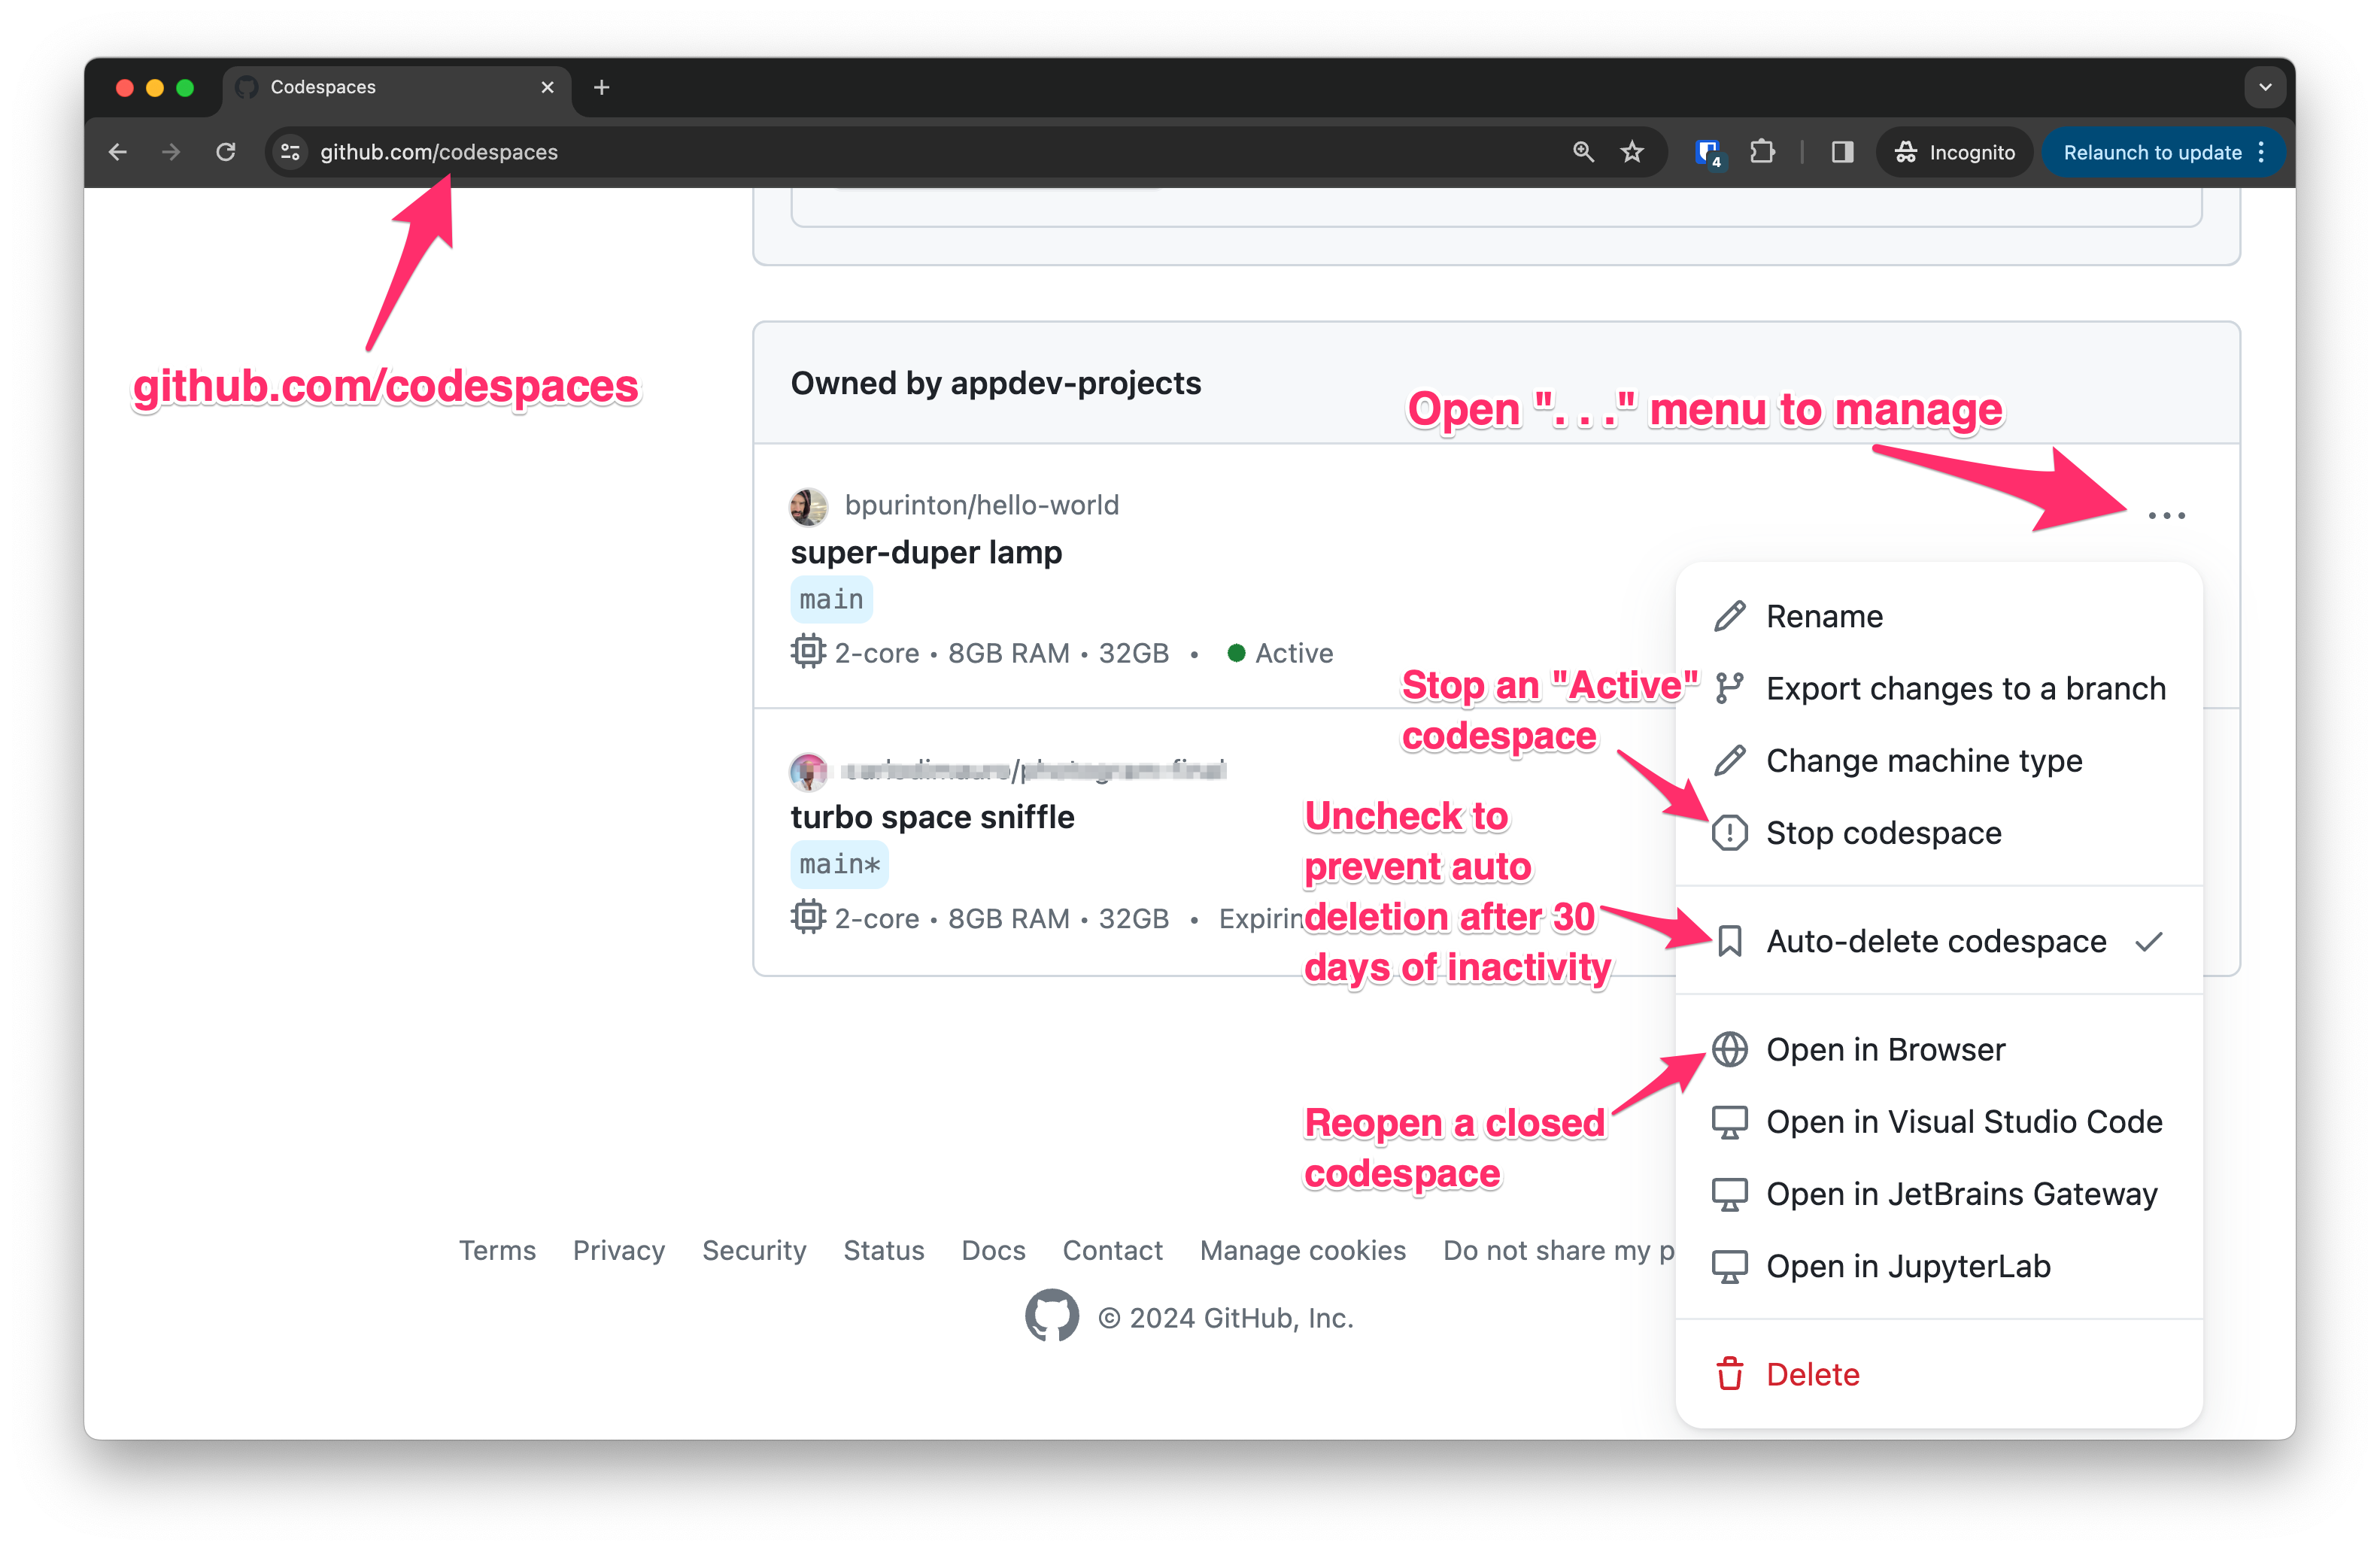 Codespaces
github.com/codespaces
4
Incognito
Relaunch to update
github.com/codespaces
Owned by appdev-projects
Open ". . ." menu to manage
bpurinton/hello-world
super-duper lamp
main
2-core • 8GB RAM • 32GB • Active
turbo space sniffle
main*
2-core • 8GB RAM • 32GB •
Rename
Export changes to a branch
Change machine type
Stop codespace
Auto-delete codespace
Open in Browser
Open in Visual Studio Code
Open in JetBrains Gateway
Open in JupyterLab
Delete
Stop an "Active"
codespace
Uncheck to
prevent auto
deletion after 30
days of inactivity
Reopen a closed
codespace
Terms Privacy Security Status Docs Contact Manage cookies Do not share my
© 2024 GitHub, Inc.